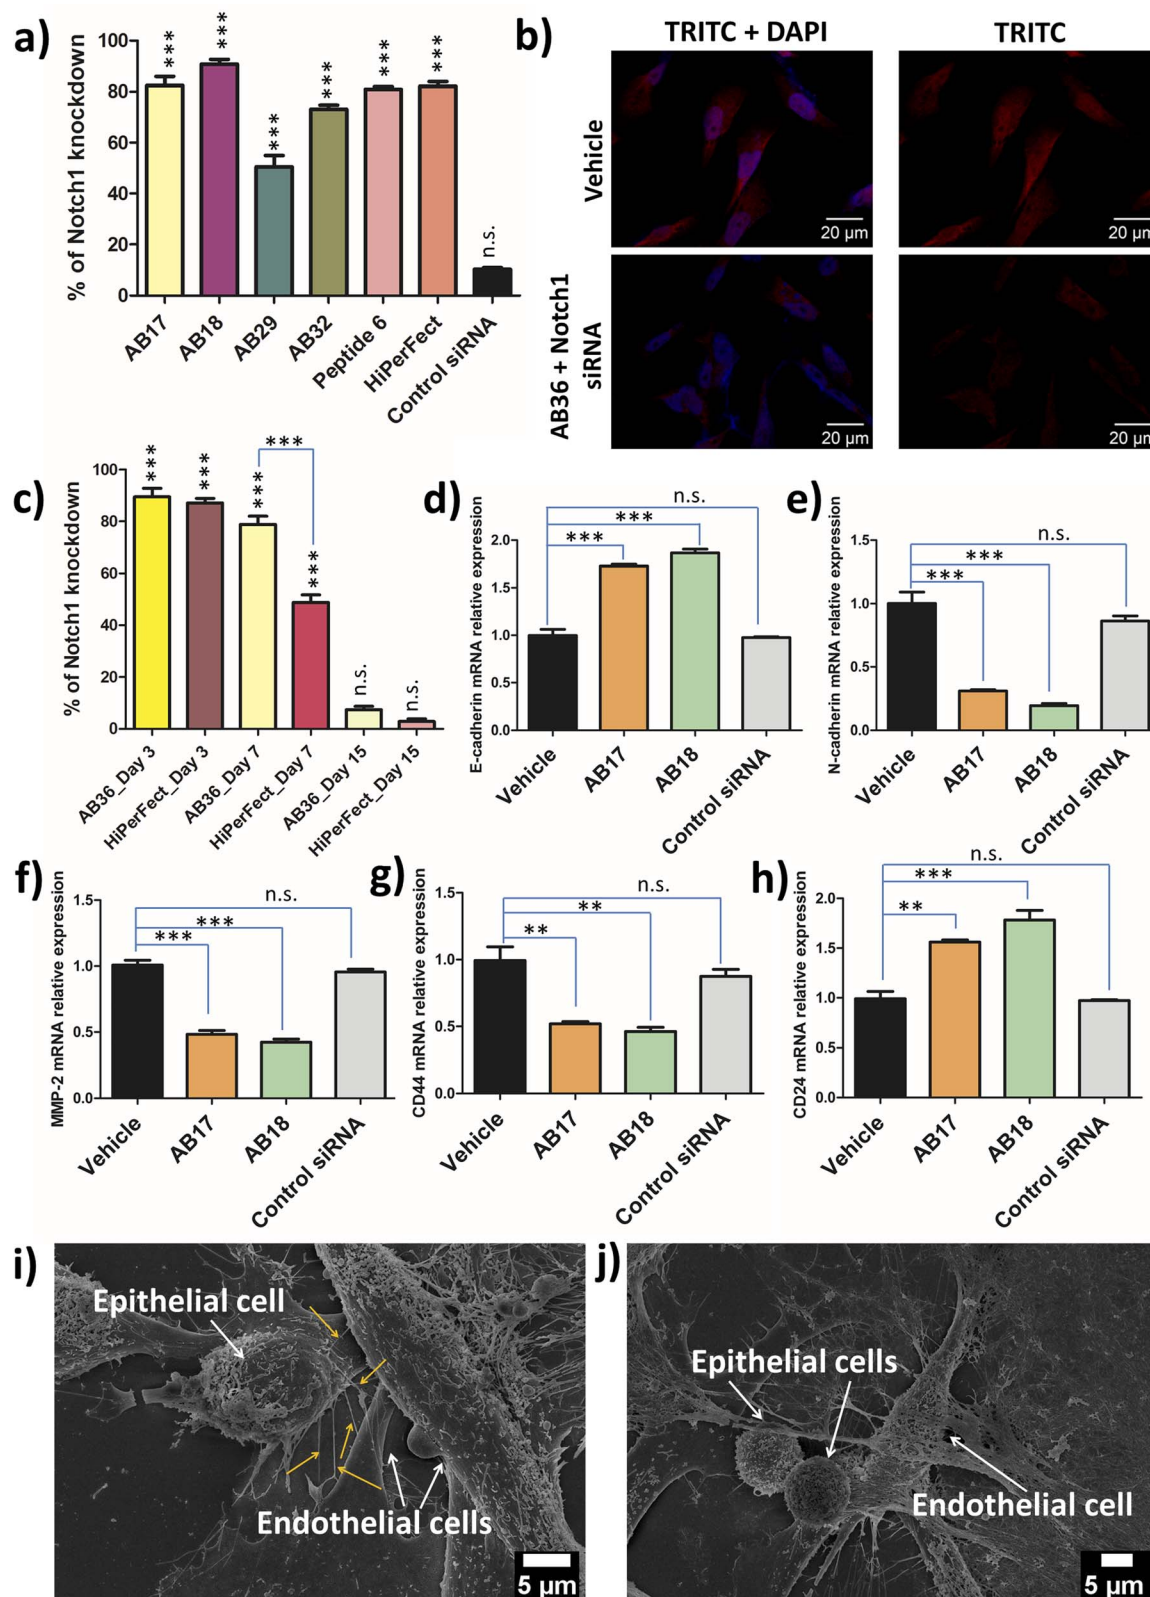 a)
% of Notch1 knockdown
100
80
60
40
20
0
***
***
***
***
***
***
n.s.
AB17
AB18
AB29
AB32
Peptide 6
HiPerFect
Control siRNA
b)
TRITC + DAPI
TRITC
Vehicle
20 µm
20 µm
AB36 + Notch1
siRNA
20 µm
20 µm
c)
% of Notch1 knockdown
100
80
60
40
20
0
***
***
***
***
***
n.s.
n.s.
AB36_Day 3
HiPerFect_Day 3
AB36_Day 7
HiPerFect_Day 7
AB36_Day 15
HiPerFect_Day 15
d)
E-cadherin mRNA relative expression
2.0
1.5
1.0
0.5
0.0
n.s.
***
***
Vehicle
AB17
AB18
Control siRNA
e)
N-cadherin mRNA relative expression
1.5
1.0
0.5
0.0
n.s.
***
***
Vehicle
AB17
AB18
Control siRNA
f)
MMP-2 mRNA relative expression
1.5
1.0
0.5
0.0
n.s.
***
***
Vehicle
AB17
AB18
Control siRNA
g)
CD44 mRNA relative expression
1.5
1.0
0.5
0.0
n.s.
**
**
Vehicle
AB17
AB18
Control siRNA
h)
CD24 mRNA relative expression
2.0
1.5
1.0
0.5
0.0
n.s.
***
**
Vehicle
AB17
AB18
Control siRNA
i)
Epithelial cell
Endothelial cells
5 µm
j)
Epithelial cells
Endothelial cell
5 µm